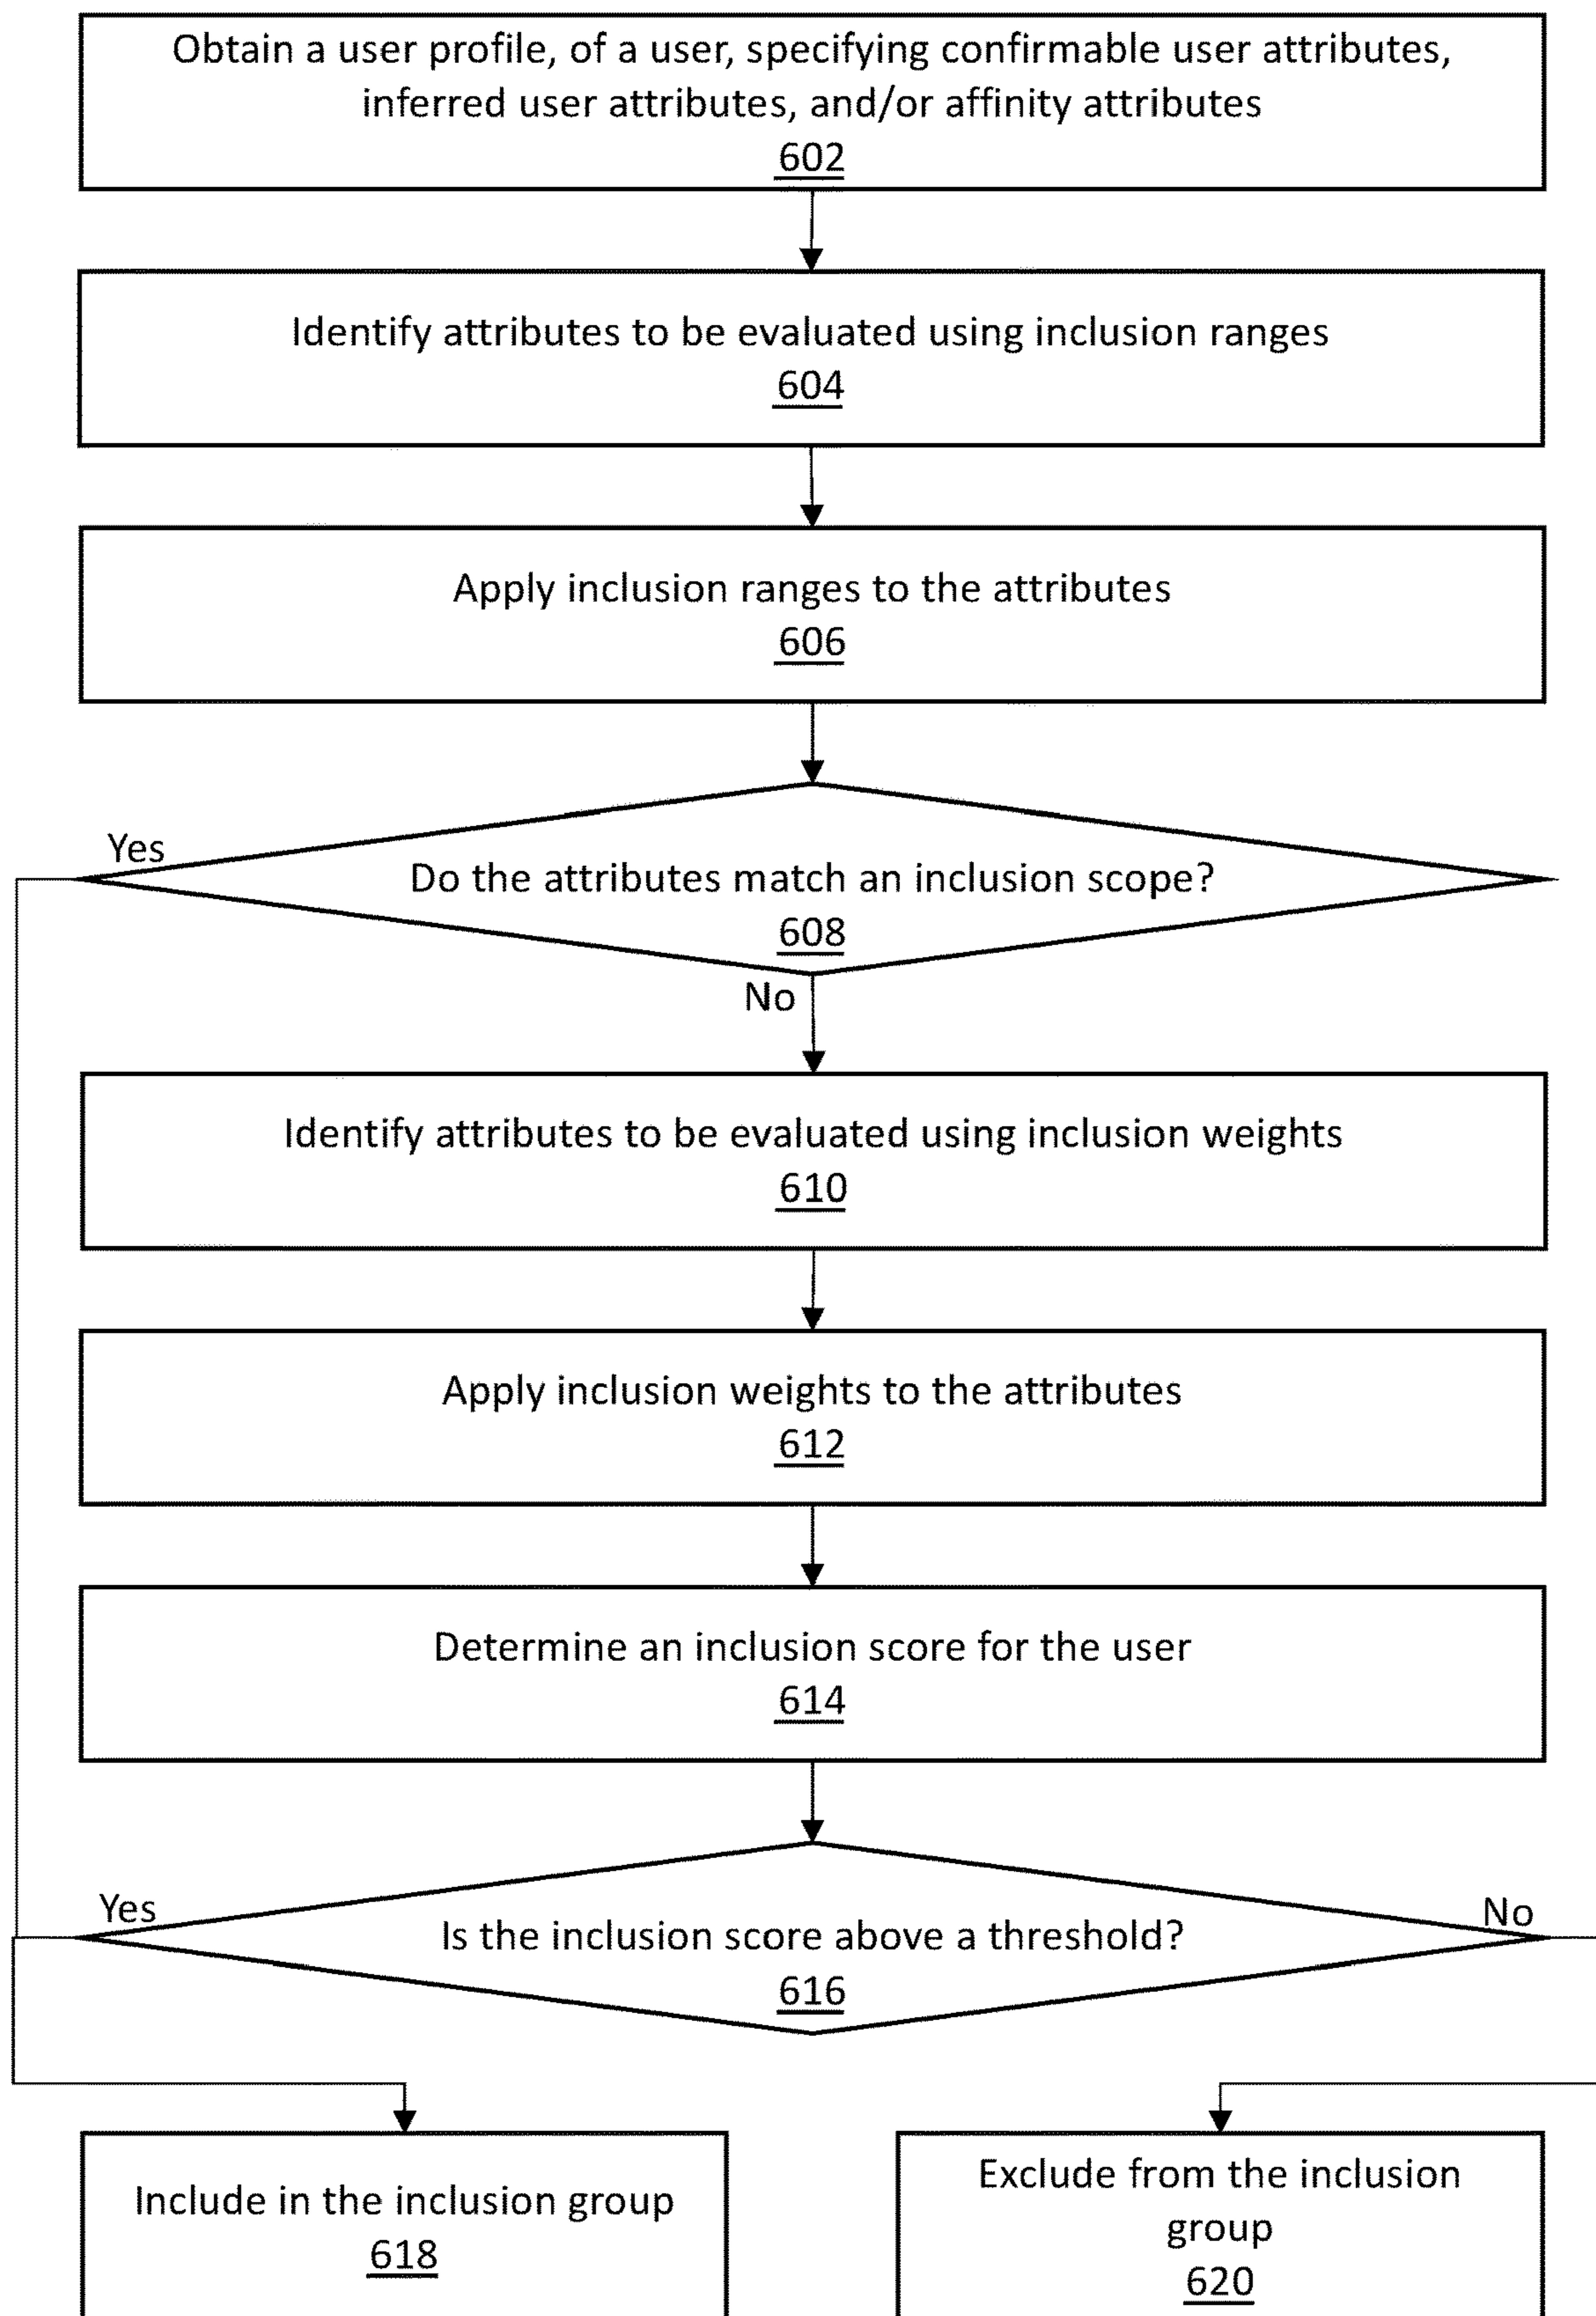 Obtain a user profile, of a user, specifying confirmable user attributes,
inferred user attributes, and/or affinity attributes
602
Identify attributes to be evaluated using inclusion ranges
604
Apply inclusion ranges to the attributes
606
Yes
Do the attributes match an inclusion scope?
608
No
Identify attributes to be evaluated using inclusion weights
610
Apply inclusion weights to the attributes
612
Determine an inclusion score for the user
614
Yes
No
Is the inclusion score above a threshold?
616
Include in the inclusion group
618
Exclude from the inclusion
group
620